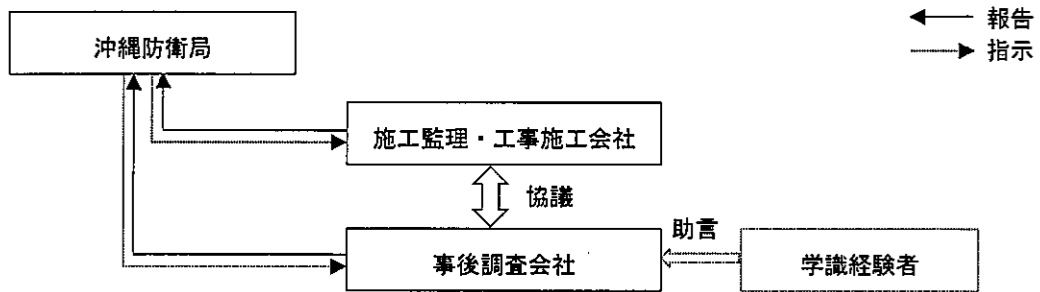 報告
指示
沖縄防衛局
施工監理・工事施工会社
協議
助言
事後調査会社
学識経験者